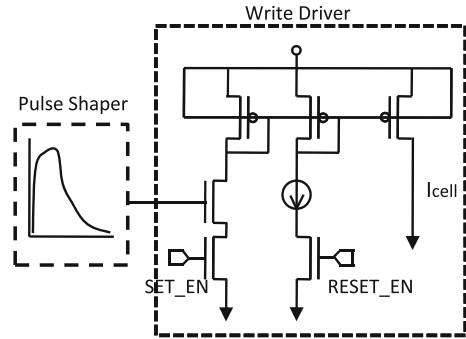 Write Driver
Pulse Shaper
Icell
SET_EN
RESET_EN